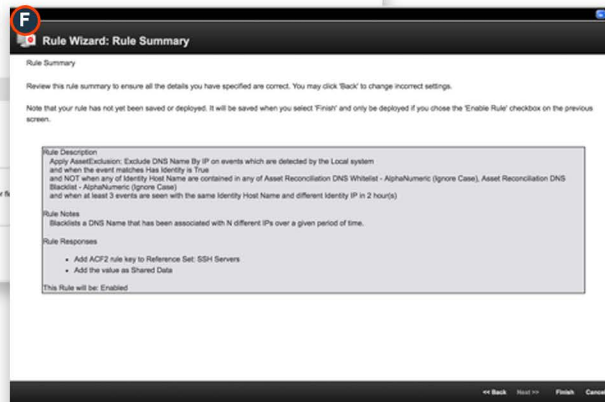 F
Rule Wizard: Rule Summary
Rule Summary
Review this rule summary to ensure all the details you have specified are correct. You may click 'Back' to change incorrect settings.
Note that your rule has not yet been saved or deployed. It will be saved when you select 'Finish' and only be deployed if you chose the 'Enable Rule' checkbox on the previous
screen.
Rule Description
Apply AssetExclusion: Exclude DNS Name By IP on events which are detected by the Local system
and when the event matches Has Identity is True
and NOT when any of Identity Host Name are contained in any of Asset Reconciliation DNS Whitelist - AlphaNumeric (Ignore Case), Asset Reconciliation DNS
Blacklist - AlphaNumeric (Ignore Case)
and when at least 3 events are seen with the same Identity Host Name and different Identity IP in 2 hour(s)
Rule Notes
Blacklists a DNS Name that has been associated with N different IPs over a given period of time.
Rule Responses
• Add ACF2 rule key to Reference Set: SSH Servers
• Add the value as Shared Data
This Rule will be: Enabled
<< Back Next >> Finish Cancel